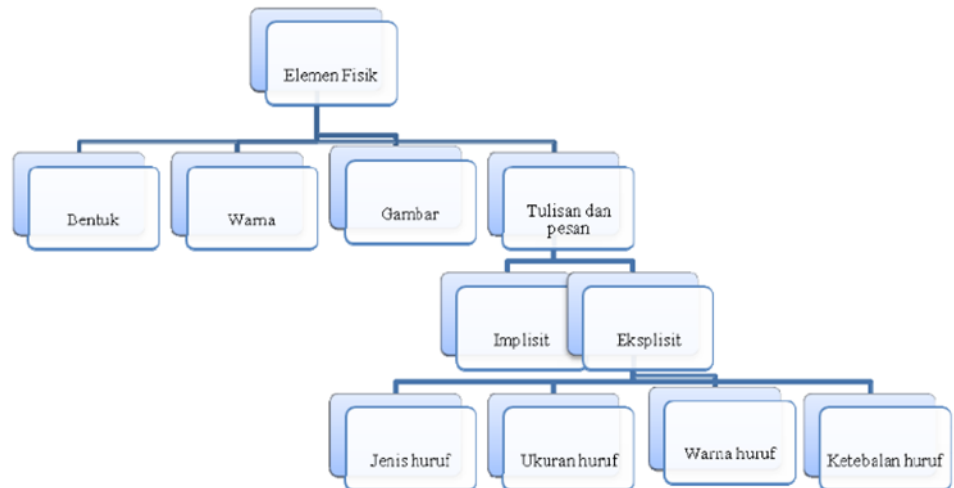 Elemen Fisik
Bentuk
Warna
Gambar
Tulisan dan
pesan
Implisit
Eksplisit
Jenis huruf
Ukuran huruf
Warna huruf
Ketebalan huruf